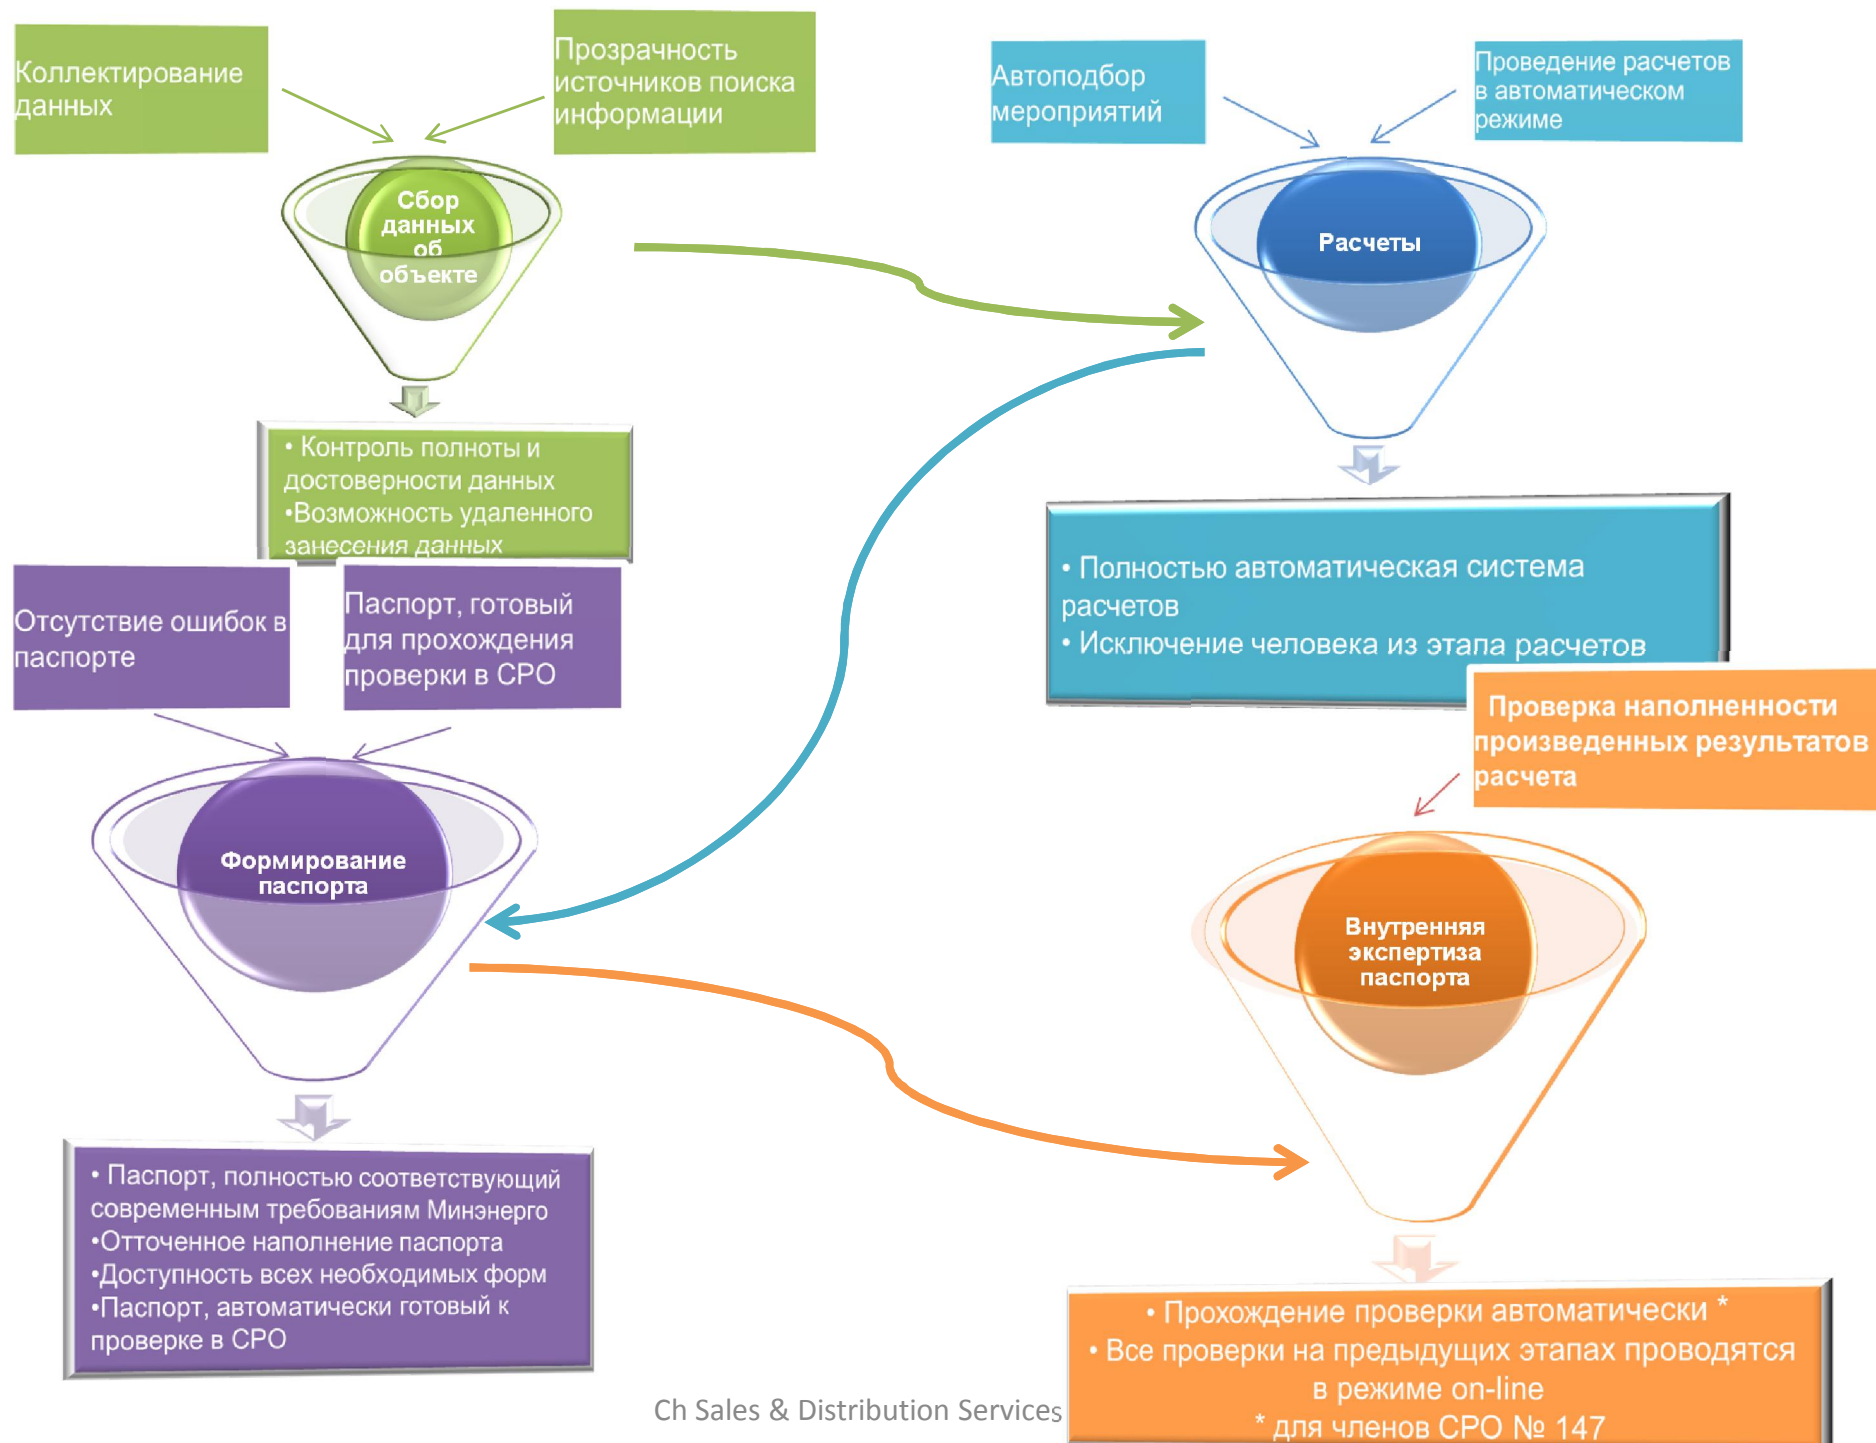 Коллектирование
данных
Прозрачность
источников поиска
информации
Сбор
данных
об
объекте
• Контроль полноты и
достоверности данных
•Возможность удаленного
занесения данных
Автоподбор
мероприятий
Проведение расчетов
в автоматическом
режиме
Расчеты
• Полностью автоматическая система
расчетов
• Исключение человека из этапа расчетов
Отсутствие ошибок в
паспорте
Паспорт, готовый
для прохождения
проверки в СРО
Формирование
паспорта
• Паспорт, полностью соответствующий
современным требованиям Минэнерго
•Отточенное наполнение паспорта
•Доступность всех необходимых форм
•Паспорт, автоматически готовый к
проверке в СРО
Проверка наполненности
произведенных результатов
расчета
Внутренняя
экспертиза
паспорта
• Прохождение проверки автоматически *
• Все проверки на предыдущих этапах проводятся
в режиме on-line
* для членов СРО № 147
Ch Sales & Distribution Services